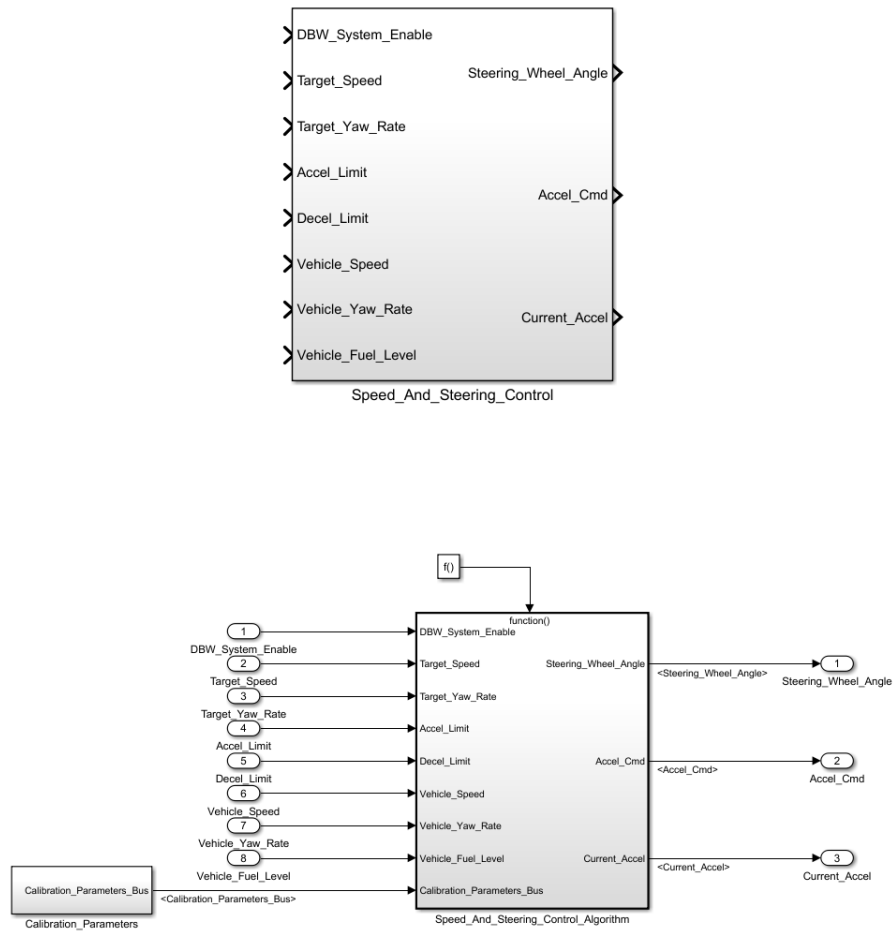 DBW_System_Enable
Target_Speed
Steering_Wheel_Angle
Target_Yaw_Rate
Accel_Limit
Accel_Cmd
Decel_Limit
Vehicle_Speed
Vehicle_Yaw_Rate
Current_Accel
Vehicle_Fuel_Level
Speed_And_Steering_Control
f()
function()
1
DBW_System_Enable
DBW_System_Enable
2
Target_Speed
Target_Speed
Steering_Wheel_Angle
<Steering_Wheel_Angle>
1
Steering_Wheel_Angle
3
Target_Yaw_Rate
Target_Yaw_Rate
4
Accel_Limit
Accel_Limit
5
Decel_Limit
Decel_Limit
Accel_Cmd
<Accel_Cmd>
2
Accel_Cmd
6
Vehicle_Speed
Vehicle_Speed
7
Vehicle_Yaw_Rate
Vehicle_Yaw_Rate
8
Vehicle_Fuel_Level
Vehicle_Fuel_Level
Current_Accel
<Current_Accel>
3
Current_Accel
Calibration_Parameters_Bus
<Calibration_Parameters_Bus>
Calibration_Parameters_Bus
Calibration_Parameters
Speed_And_Steering_Control_Algorithm